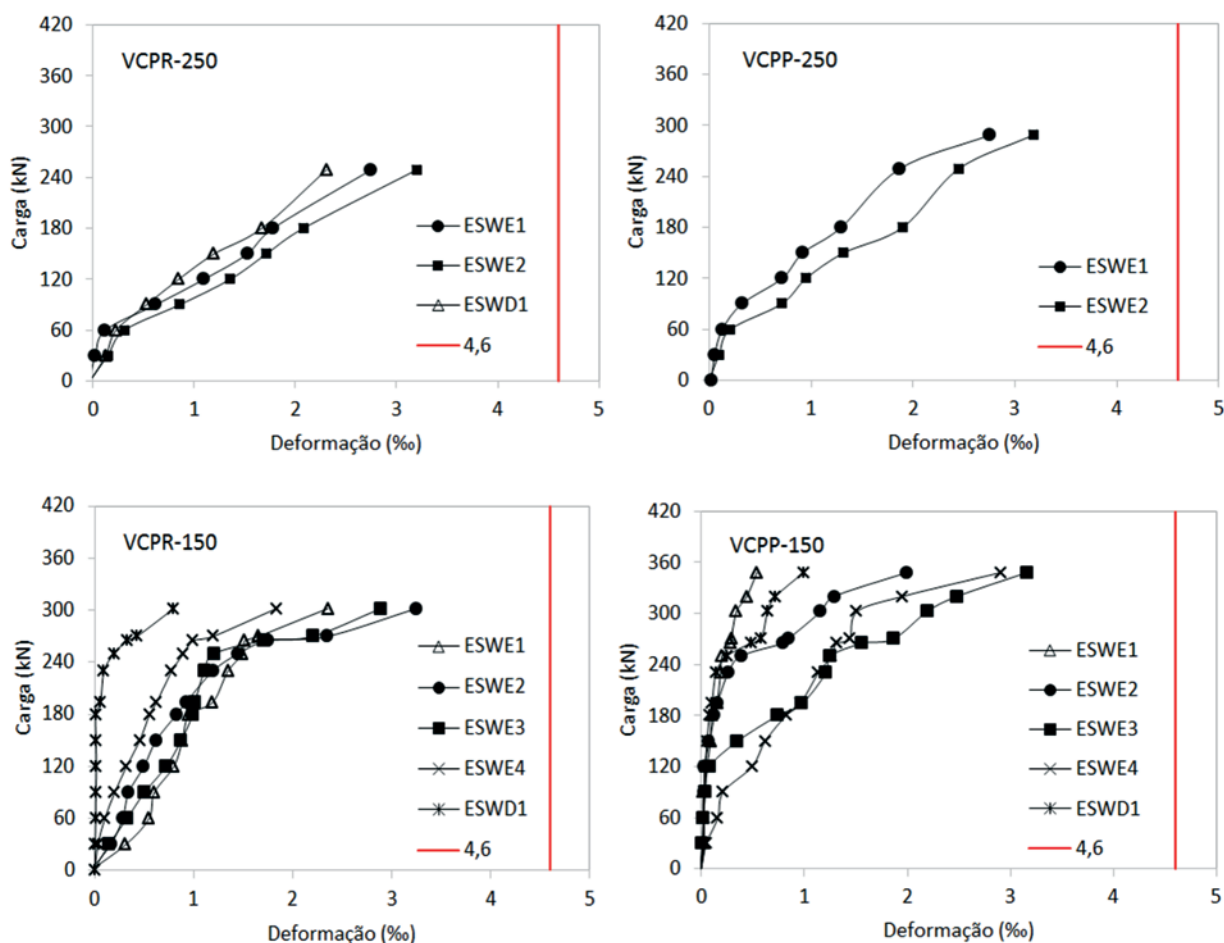 VCPR-250
Carga (kN)
420
360
300
240
180
120
60
0
0 1 2 3 4 5
Deformação (‰)
ESWE1
ESWE2
ESWD1
4,6
VCPP-250
Carga (kN)
420
360
300
240
180
120
60
0
0 1 2 3 4 5
Deformação (‰)
ESWE1
ESWE2
4,6
VCPR-150
Carga (kN)
420
360
300
240
180
120
60
0
0 1 2 3 4 5
Deformação (‰)
ESWE1
ESWE2
ESWE3
ESWE4
ESWD1
4,6
VCPP-150
Carga (kN)
420
360
300
240
180
120
60
0
0 1 2 3 4 5
Deformação (‰)
ESWE1
ESWE2
ESWE3
ESWE4
ESWD1
4,6